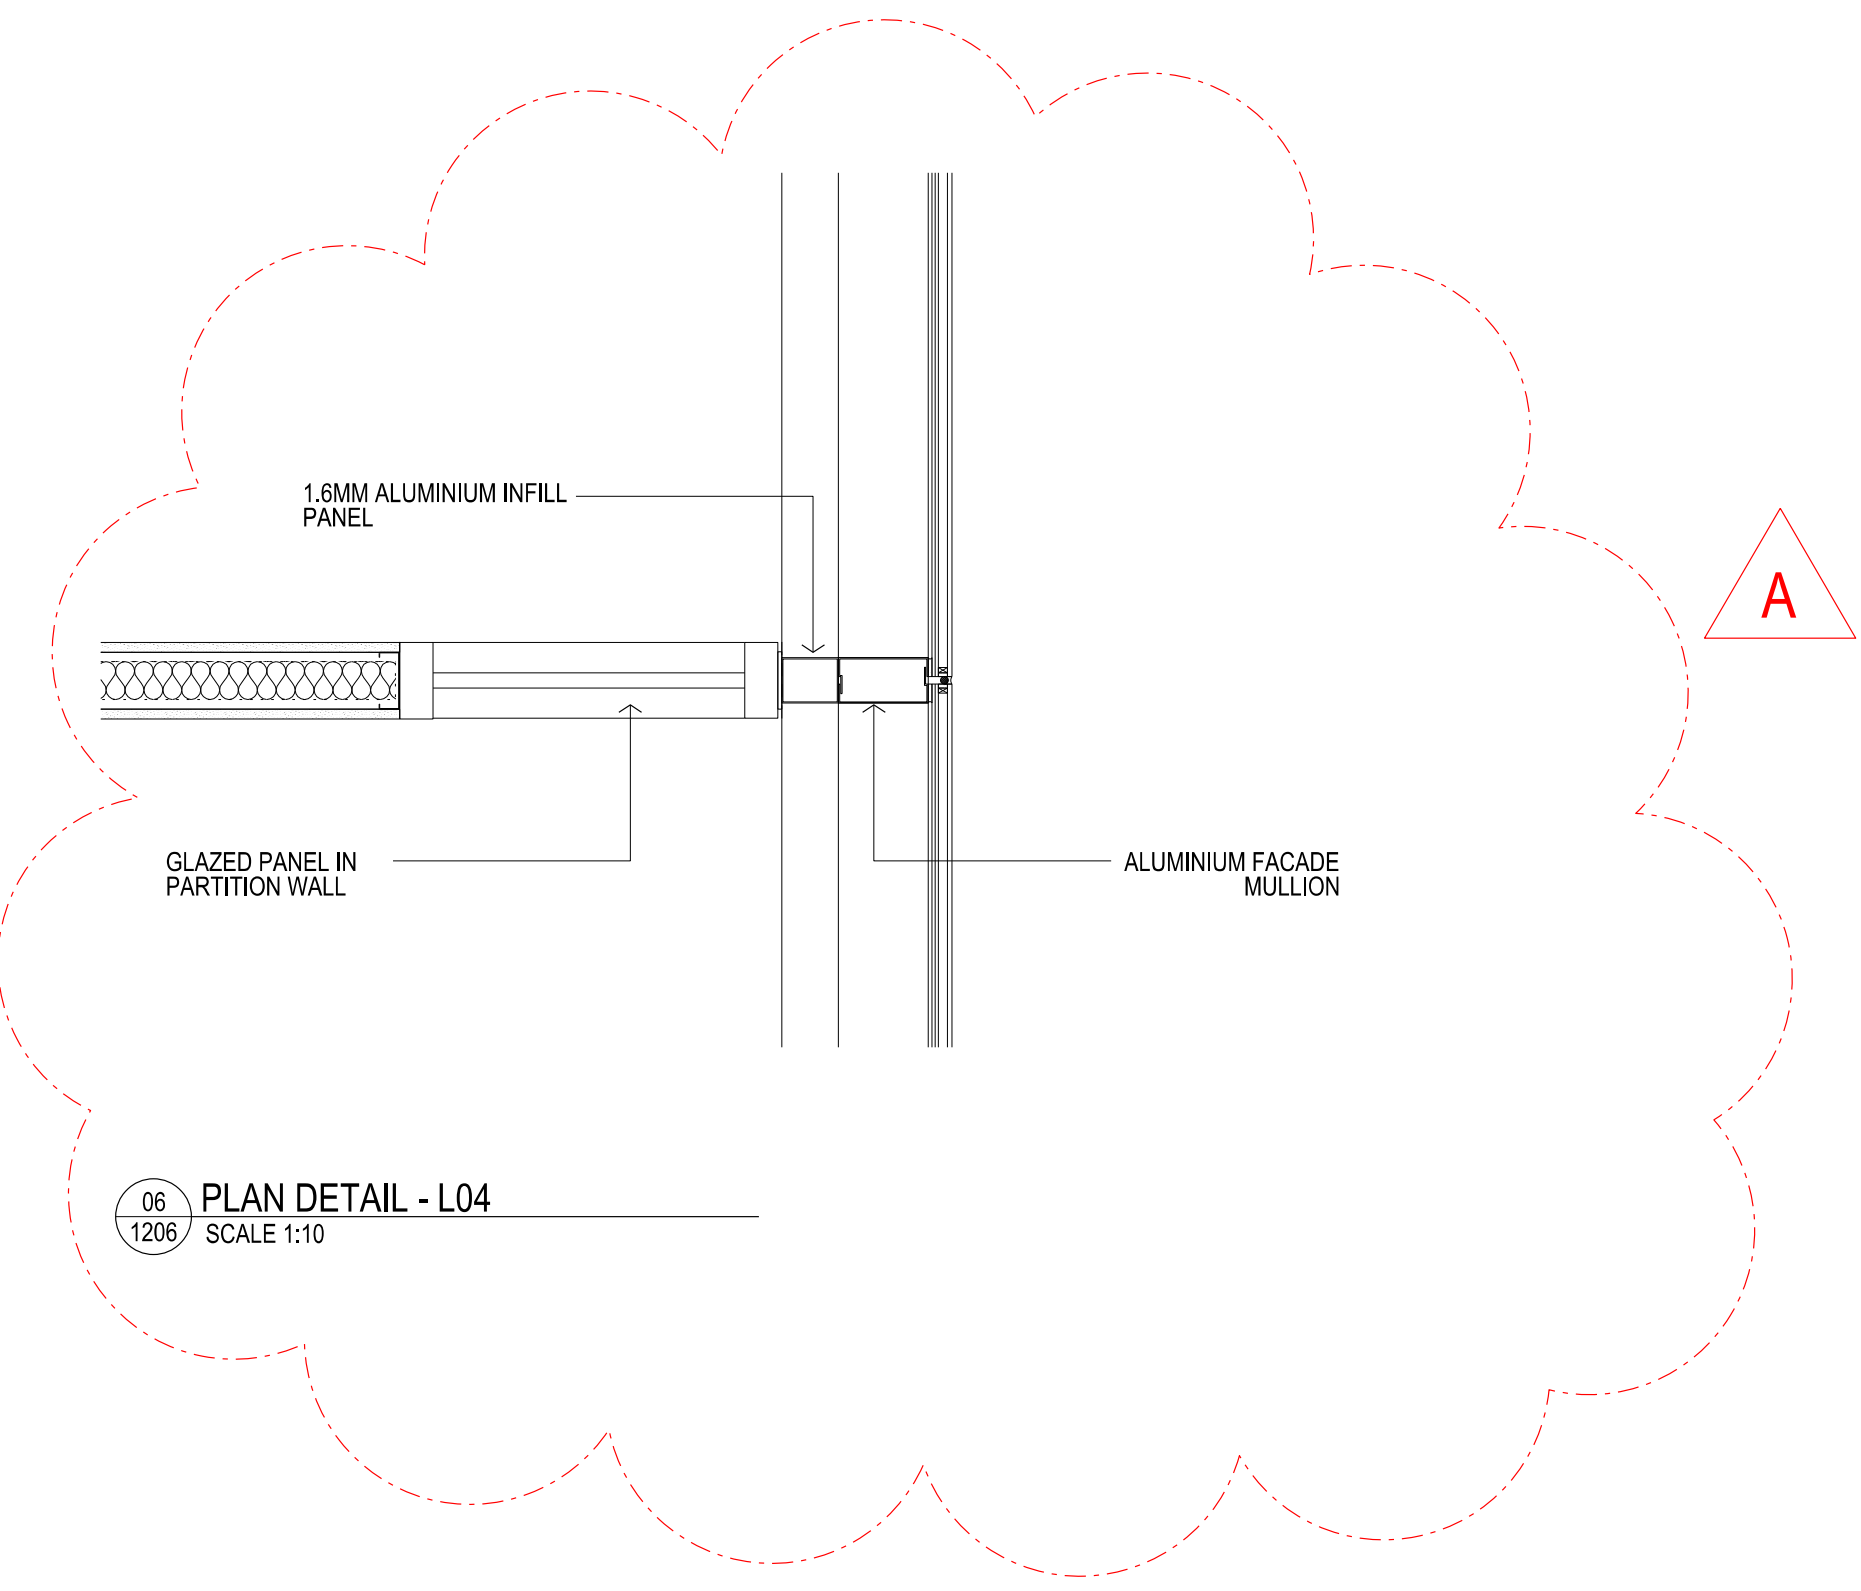 1.6MM ALUMINIUM INFILL
PANEL
A
GLAZED PANEL IN
PARTITION WALL
ALUMINIUM FACADE
MULLION
06
1206
PLAN DETAIL - L04
SCALE 1:10